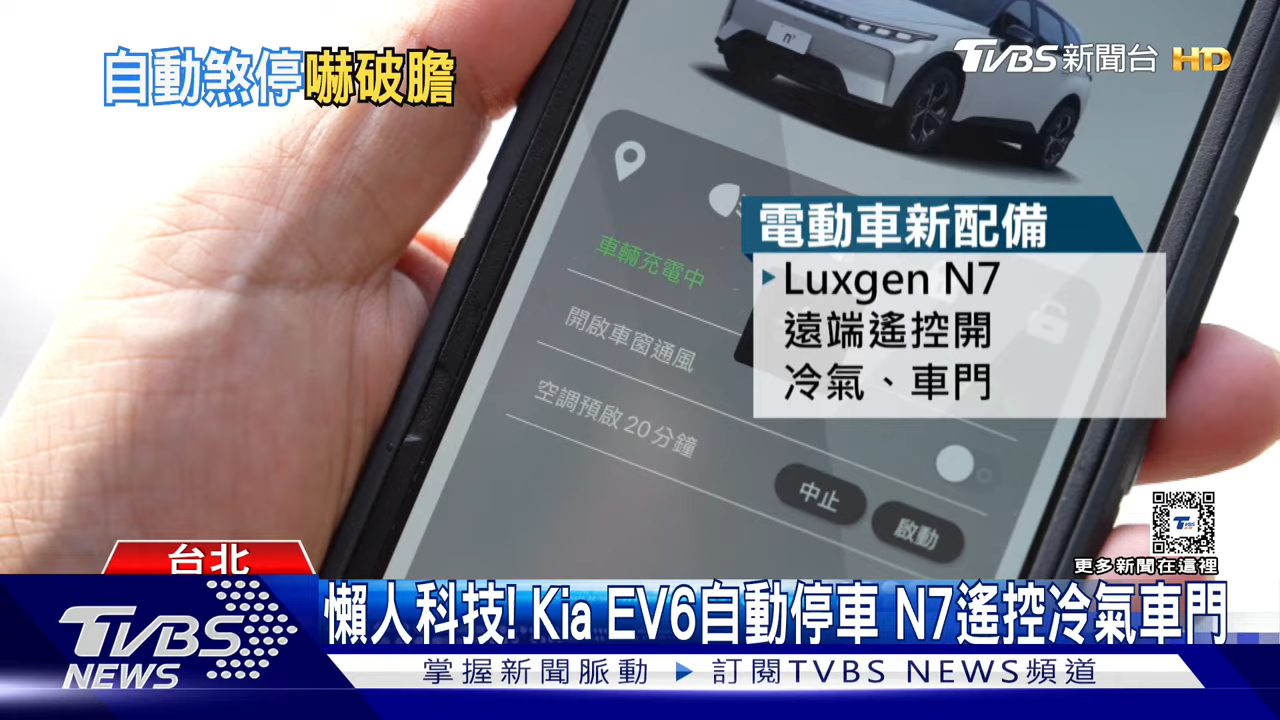 自動煞停嚇破膽
TVBS新聞台 HD
n⁷
電動車新配備
Luxgen N7
遠端遙控開
冷氣、車門
車輛充電中
開啟車窗通風
空調預啟20分鐘
中止
啟動
TVBS
更多新聞在這裡
台北
懶人科技! Kia EV6自動停車 N7遙控冷氣車門
TVBS
NEWS
掌握新聞脈動 ▶ 訂閱TVBS NEWS頻道